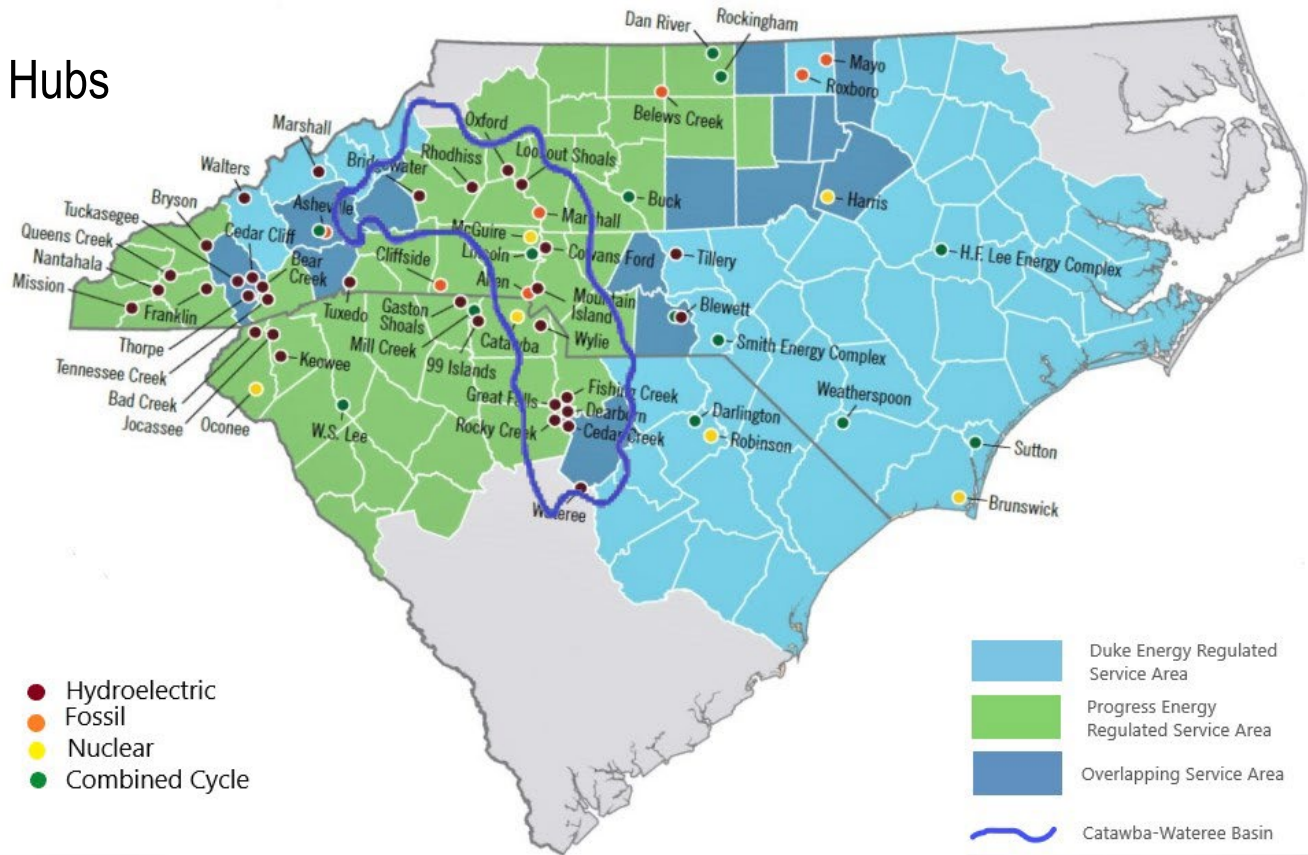 Hubs
Dan River
Rockingham
Mayo
Roxboro
Belews Creek
Oxford
Lookout Shoals
Marshall
Rhodhiss
Bridgewater
Walters
Bryson
Asheville
Buck
Harris
Tuckasegee
Cedar Cliff
Marshall
McGuire
Queens Creek
Bear
Creek
Cliffside
Lincoln
Cowans Ford
Tillery
H.F. Lee Energy Complex
Nantahala
Mission
Franklin
Tuxedo
Gaston
Shoals
Allen
Mountain
Island
Blewett
Thorpe
Mill Creek
Catawba
Wylie
Smith Energy Complex
Tennessee Creek
Keowee
99 Islands
Bad Creek
Jocassee
Oconee
W.S. Lee
Great Falls
Fishing Creek
Dearborn
Rocky Creek
Cedar Creek
Darlington
Robinson
Weatherspoon
Sutton
Brunswick
Wateree
Hydroelectric
Fossil
Nuclear
Combined Cycle
Duke Energy Regulated
Service Area
Progress Energy
Regulated Service Area
Overlapping Service Area
Catawba-Wateree Basin